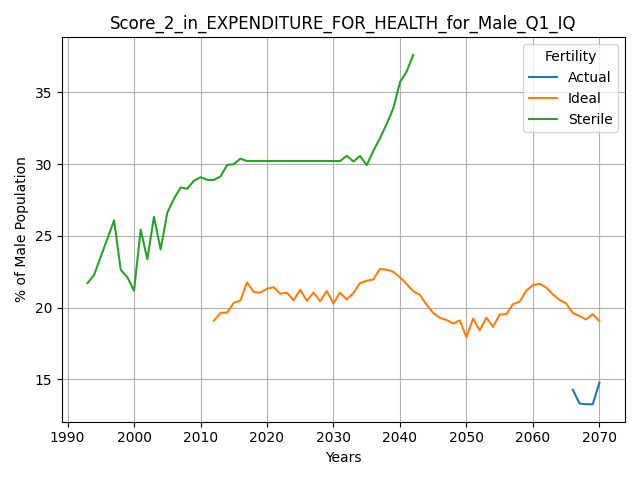 Score_2_in_EXPENDITURE_FOR_HEALTH_for_Male_Q1_IQ
Fertility
Actual
Ideal
Sterile
% of Male Population
35
30
25
20
15
1990 2000 2010 2020 2030 2040 2050 2060 2070
Years